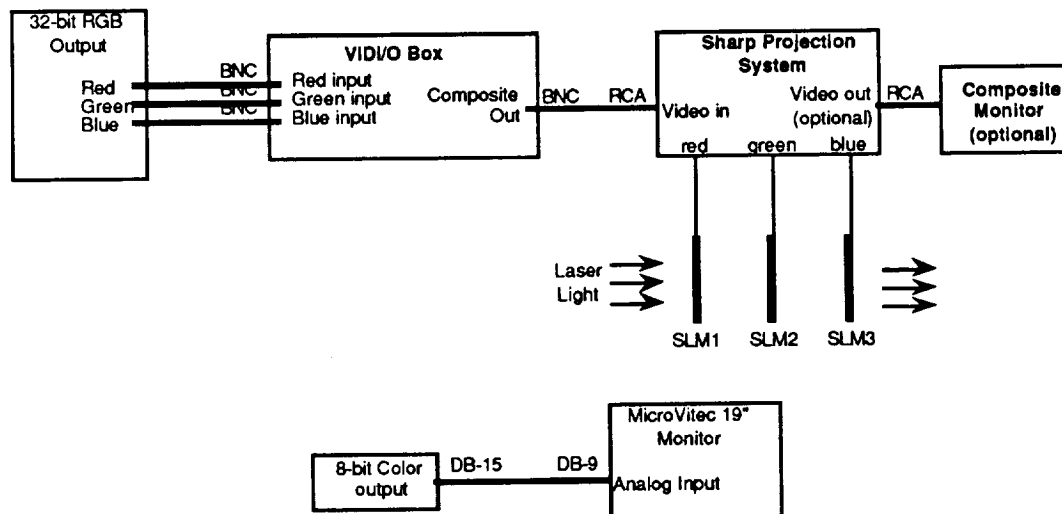 32-bit RGB
Output
Red
Green
Blue
BNC
BNC
BNC
VIDI/O Box
Red input
Green input
Blue input
Composite
Out
BNC
RCA
Sharp Projection
System
Video in
Video out
(optional)
red
green
blue
RCA
Composite
Monitor
(optional)
Laser
Light
SLM1
SLM2
SLM3
8-bit Color
output
DB-15
DB-9
MicroVitec 19"
Monitor
Analog Input